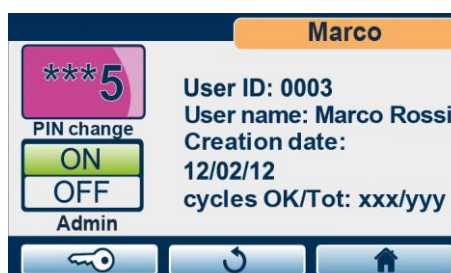 Marco
***5
PIN change
ON
OFF
Admin
User ID: 0003
User name: Marco Rossi
Creation date:
12/02/12
cycles OK/Tot: xxx/yyy